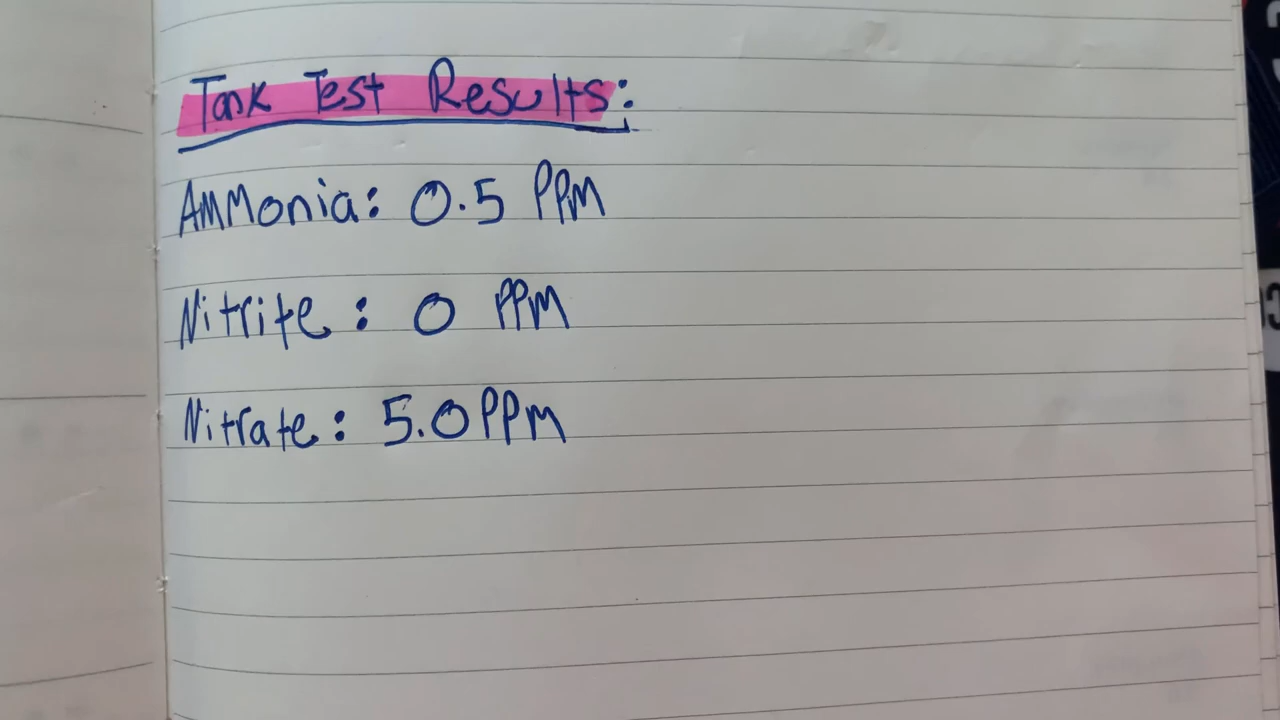 Tank Test Results:
Ammonia: 0.5 PPM
Nitrite: 0 PPM
Nitrate: 5.0 PPM